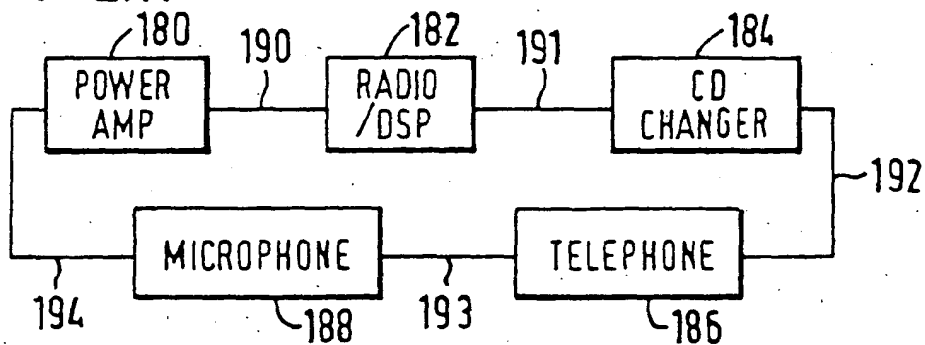 180
190
182
191
184
POWER AMP
RADIO /DSP
CD CHANGER
192
MICROPHONE
TELEPHONE
194
188
193
186